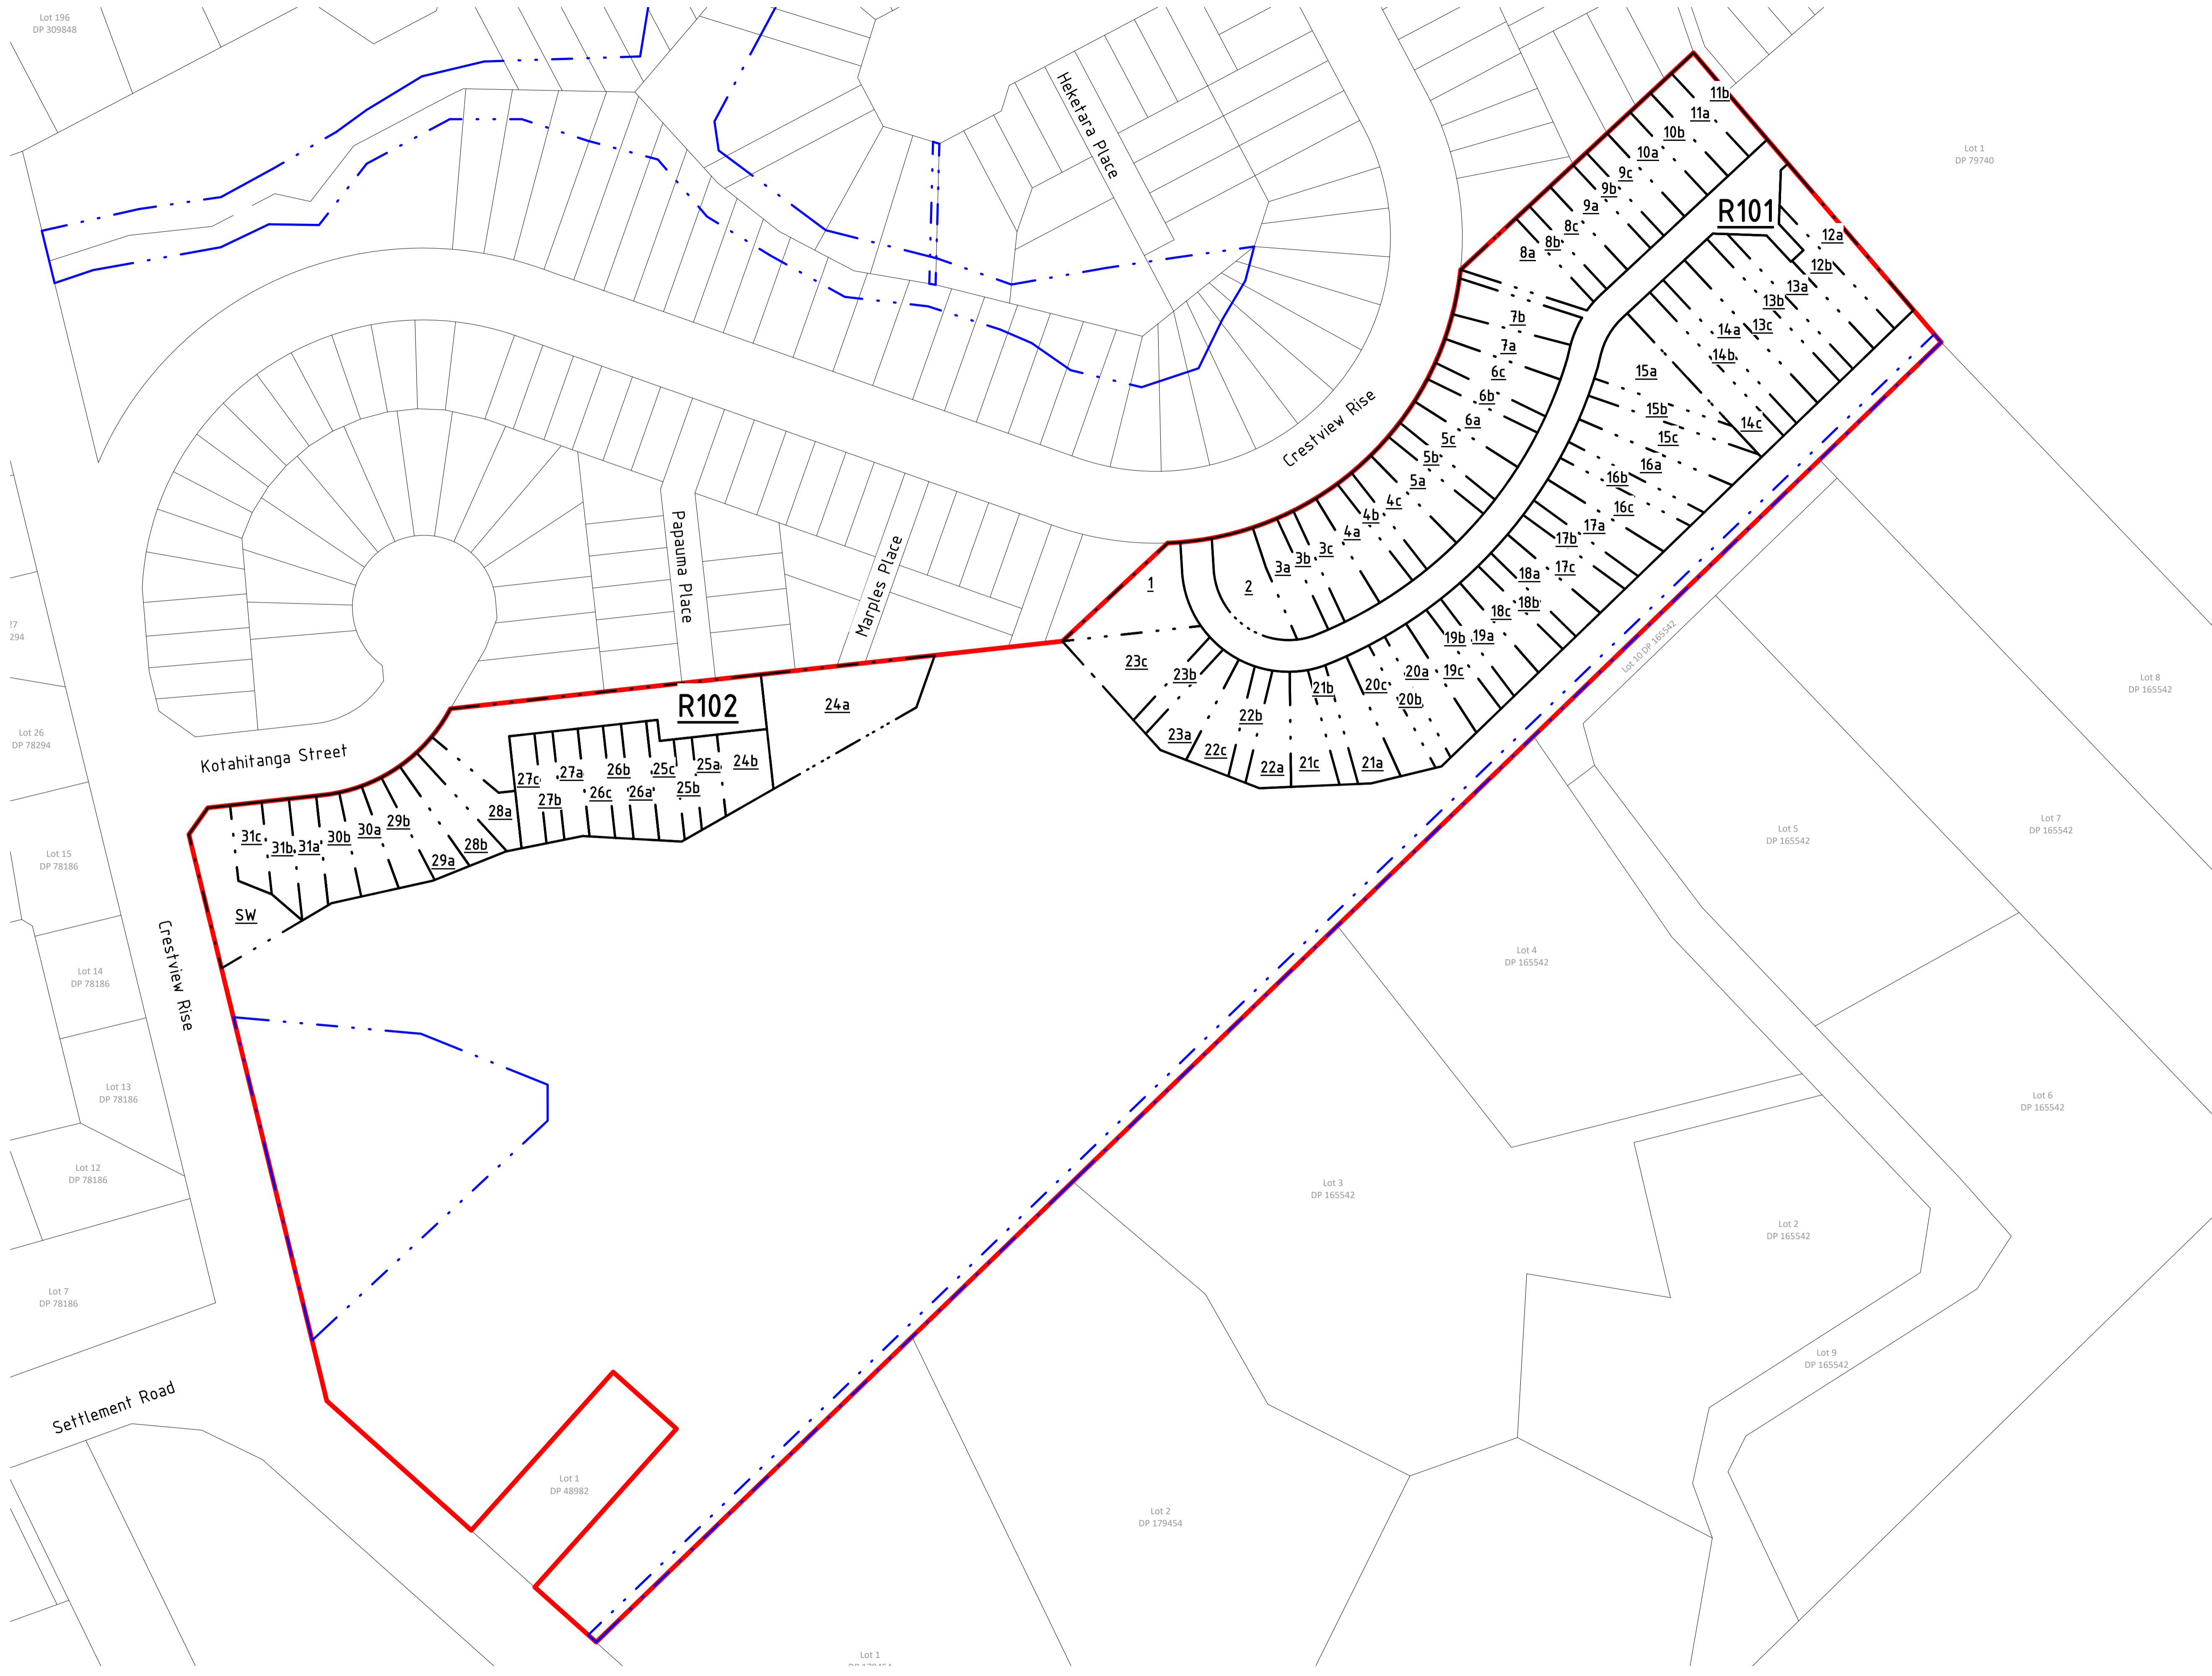 Lot 196
DP 309848
Heketara Place
11b
11a
10b
10a
9c
9b
9a
8c
8b
8a
Lot 1
DP 79740
R101
12a
12b
13a
13b
13c
14a
14b
14c
7b
7a
6c
6b
6a
5c
5b
5a
4c
4b
4a
3c
3b
3a
2
1
15a
15b
15c
16a
16b
16c
17a
17b
17c
18a
18b
18c
19a
19b
19c
20a
20b
20c
21b
21a
21c
22b
22a
22c
23b
23a
23c
Crestview Rise
Papauma Place
Marples Place
Lot 10 DP 165542
27
294
Lot 26
DP 78294
Kotahitanga Street
R102
24a
24b
25a
25b
25c
26b
26a
26c
27a
27b
27c
28a
28b
29b
29a
30a
30b
31a
31b
31c
SW
Lot 8
DP 165542
Lot 7
DP 165542
Lot 5
DP 165542
Lot 15
DP 78186
Crestview Rise
Lot 14
DP 78186
Lot 4
DP 165542
Lot 13
DP 78186
Lot 6
DP 165542
Lot 12
DP 78186
Lot 3
DP 165542
Lot 2
DP 165542
Lot 7
DP 78186
Lot 9
DP 165542
Settlement Road
Lot 1
DP 48982
Lot 2
DP 179454
Lot 1
DP 179454